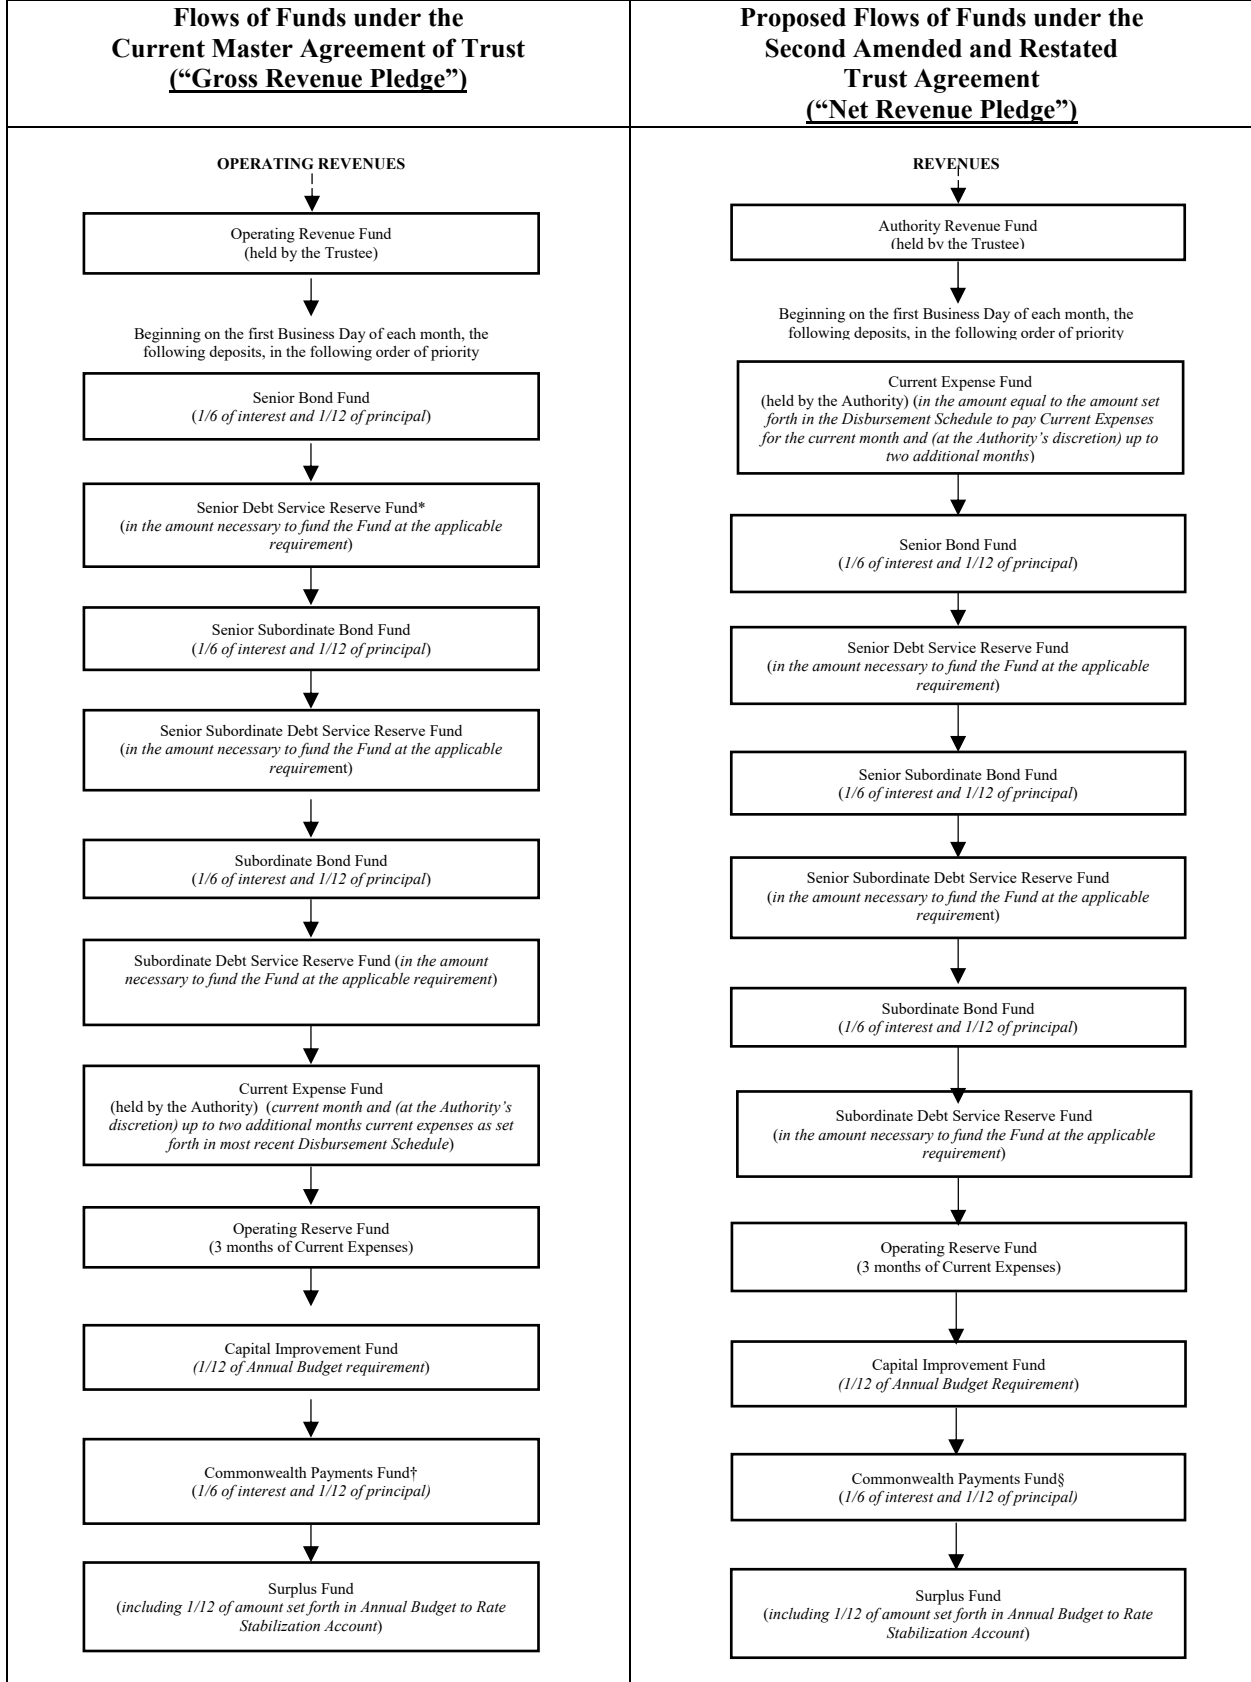 Flows of Funds under the
Current Master Agreement of Trust
(“Gross Revenue Pledge”)
OPERATING REVENUES
Operating Revenue Fund
(held by the Trustee)
Beginning on the first Business Day of each month, the
following deposits, in the following order of priority
Senior Bond Fund
(1/6 of interest and 1/12 of principal)
Senior Debt Service Reserve Fund*
(in the amount necessary to fund the Fund at the applicable
requirement)
Senior Subordinate Bond Fund
(1/6 of interest and 1/12 of principal)
Senior Subordinate Debt Service Reserve Fund
(in the amount necessary to fund the Fund at the applicable
requirement)
Subordinate Bond Fund
(1/6 of interest and 1/12 of principal)
Subordinate Debt Service Reserve Fund (in the amount
necessary to fund the Fund at the applicable requirement)
Current Expense Fund
(held by the Authority) (current month and (at the Authority’s
discretion) up to two additional months current expenses as set
forth in most recent Disbursement Schedule)
Operating Reserve Fund
(3 months of Current Expenses)
Capital Improvement Fund
(1/12 of Annual Budget requirement)
Commonwealth Payments Fund†
(1/6 of interest and 1/12 of principal)
Surplus Fund
(including 1/12 of amount set forth in Annual Budget to Rate
Stabilization Account)
Proposed Flows of Funds under the
Second Amended and Restated
Trust Agreement
(“Net Revenue Pledge”)
REVENUES
Authority Revenue Fund
(held by the Trustee)
Beginning on the first Business Day of each month, the
following deposits, in the following order of priority
Current Expense Fund
(held by the Authority) (in the amount equal to the amount set
forth in the Disbursement Schedule to pay Current Expenses
for the current month and (at the Authority’s discretion) up to
two additional months)
Senior Bond Fund
(1/6 of interest and 1/12 of principal)
Senior Debt Service Reserve Fund
(in the amount necessary to fund the Fund at the applicable
requirement)
Senior Subordinate Bond Fund
(1/6 of interest and 1/12 of principal)
Senior Subordinate Debt Service Reserve Fund
(in the amount necessary to fund the Fund at the applicable
requirement)
Subordinate Bond Fund
(1/6 of interest and 1/12 of principal)
Subordinate Debt Service Reserve Fund
(in the amount necessary to fund the Fund at the applicable
requirement)
Operating Reserve Fund
(3 months of Current Expenses)
Capital Improvement Fund
(1/12 of Annual Budget Requirement)
Commonwealth Payments Fund§
(1/6 of interest and 1/12 of principal)
Surplus Fund
(including 1/12 of amount set forth in Annual Budget to Rate
Stabilization Account)